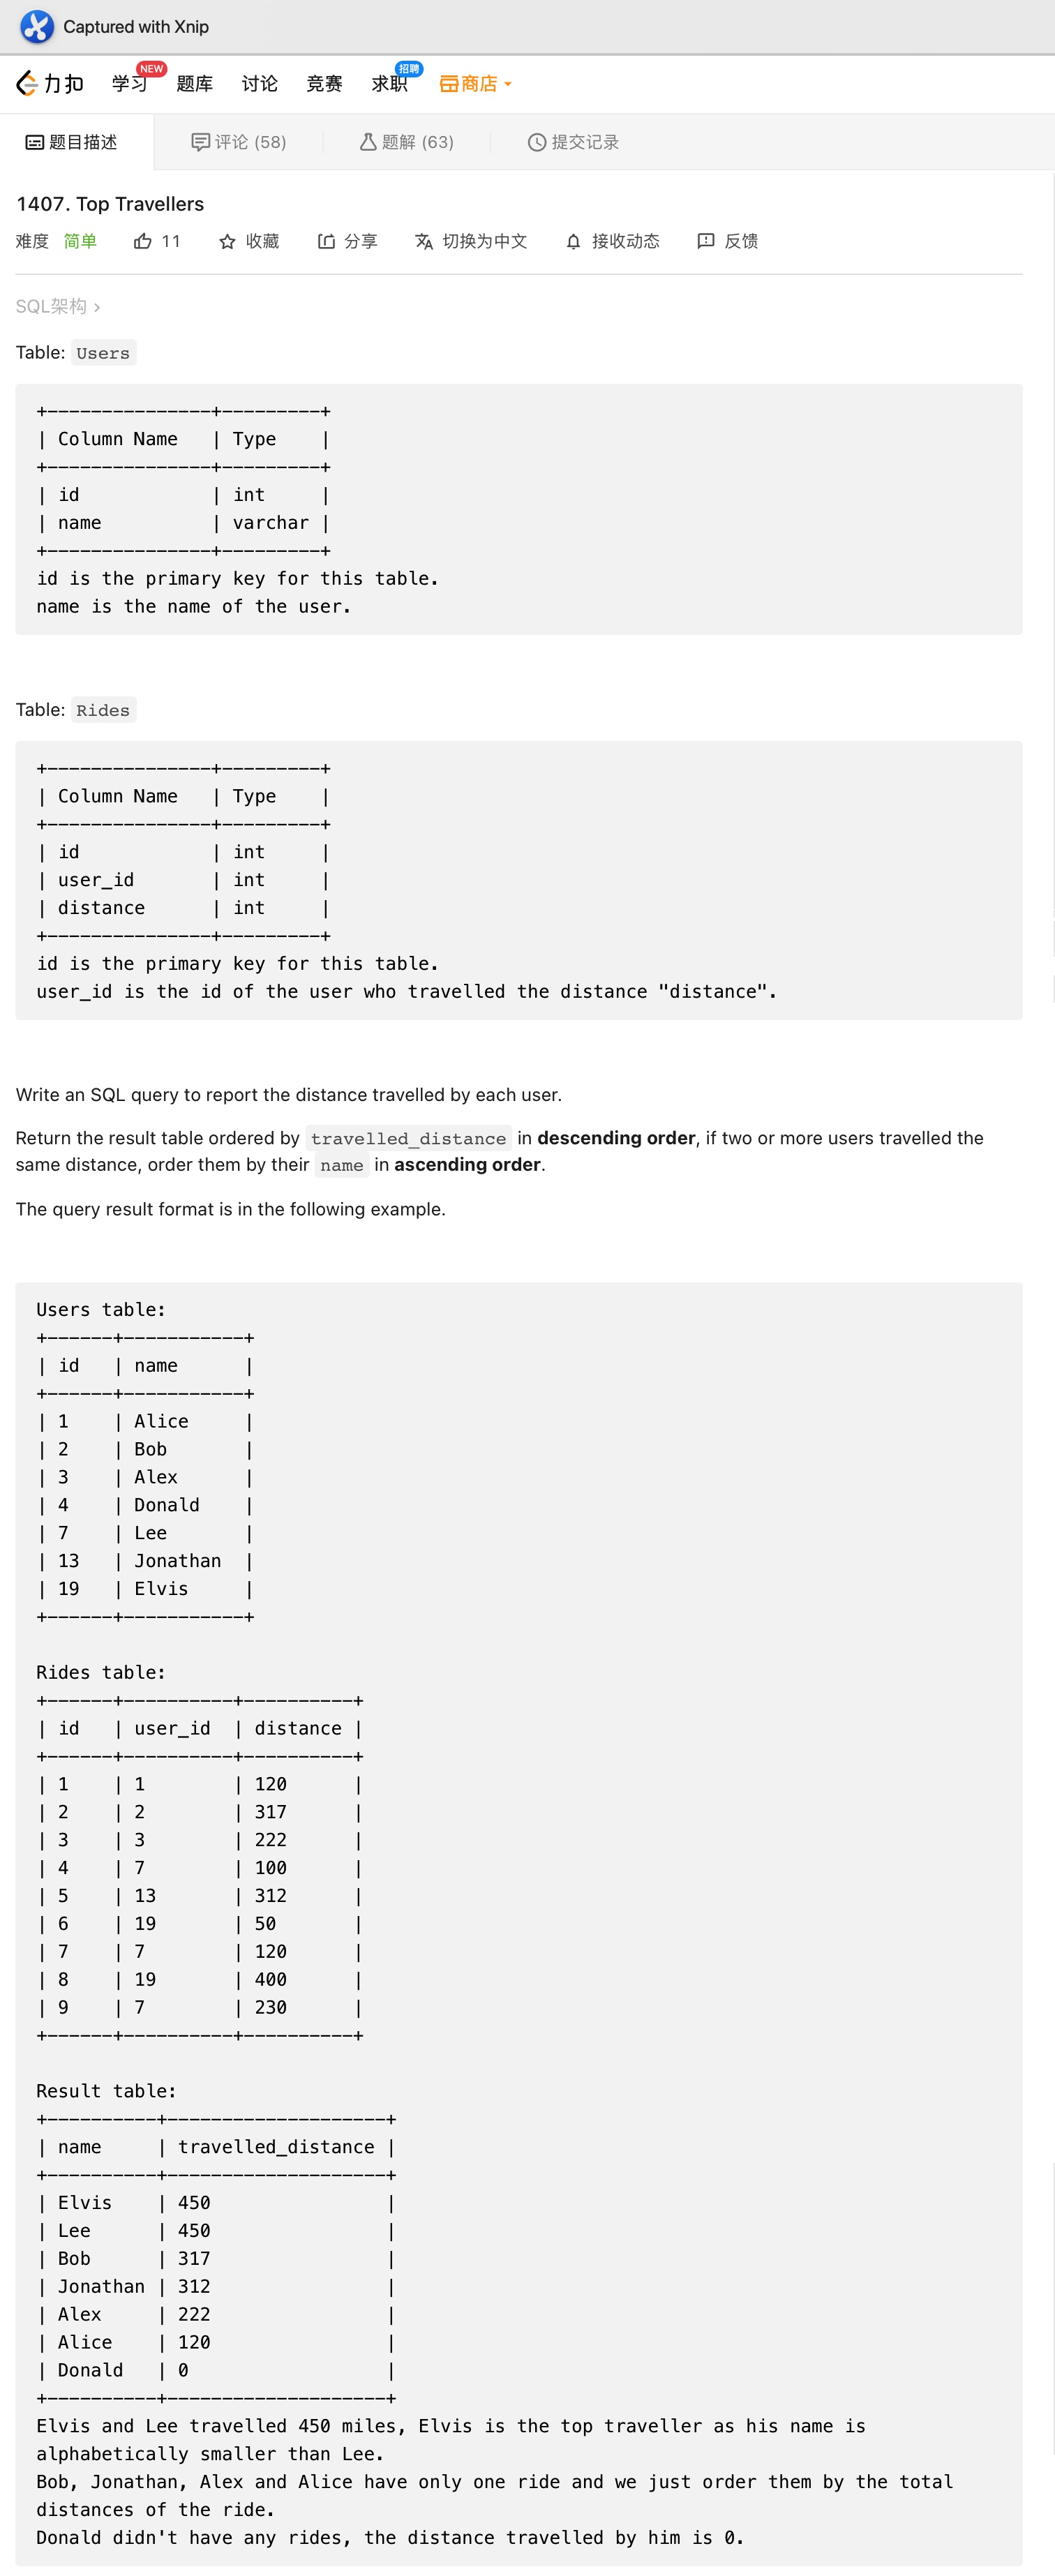 Captured with Xnip
力扣 学习 NEW 题库 讨论 竞赛 求职 招聘 商店
题目描述 评论 (58) 题解 (63) 提交记录
1407. Top Travellers
难度 简单 11 收藏 分享 切换为中文 接收动态 反馈
SQL架构 >
Table: Users
+---------------+---------+
| Column Name   | Type    |
+---------------+---------+
| id            | int     |
| name          | varchar |
+---------------+---------+
id is the primary key for this table.
name is the name of the user.
Table: Rides
+---------------+---------+
| Column Name   | Type    |
+---------------+---------+
| id            | int     |
| user_id       | int     |
| distance      | int     |
+---------------+---------+
id is the primary key for this table.
user_id is the id of the user who travelled the distance "distance".
Write an SQL query to report the distance travelled by each user.
Return the result table ordered by travelled_distance in descending order, if two or more users travelled the
same distance, order them by their name in ascending order.
The query result format is in the following example.
Users table:
+------+-----------+
| id   | name      |
+------+-----------+
| 1    | Alice     |
| 2    | Bob       |
| 3    | Alex      |
| 4    | Donald    |
| 7    | Lee       |
| 13   | Jonathan  |
| 19   | Elvis     |
+------+-----------+
Rides table:
+------+----------+----------+
| id   | user_id  | distance |
+------+----------+----------+
| 1    | 1        | 120      |
| 2    | 2        | 317      |
| 3    | 3        | 222      |
| 4    | 7        | 100      |
| 5    | 13       | 312      |
| 6    | 19       | 50       |
| 7    | 7        | 120      |
| 8    | 19       | 400      |
| 9    | 7        | 230      |
+------+----------+----------+
Result table:
+----------+--------------------+
| name     | travelled_distance |
+----------+--------------------+
| Elvis    | 450                |
| Lee      | 450                |
| Bob      | 317                |
| Jonathan | 312                |
| Alex     | 222                |
| Alice    | 120                |
| Donald   | 0                  |
+----------+--------------------+
Elvis and Lee travelled 450 miles, Elvis is the top traveller as his name is
alphabetically smaller than Lee.
Bob, Jonathan, Alex and Alice have only one ride and we just order them by the total
distances of the ride.
Donald didn't have any rides, the distance travelled by him is 0.